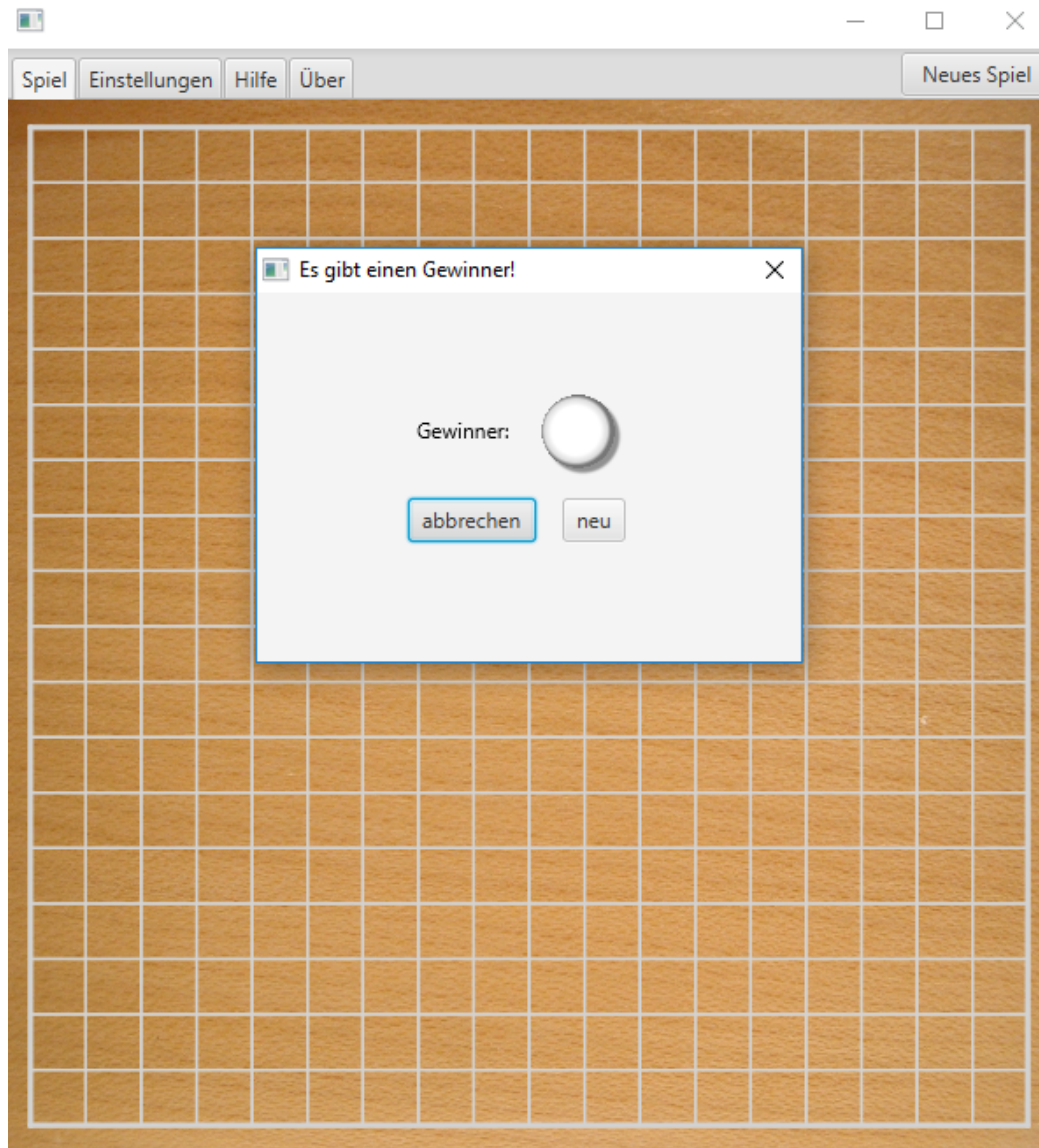 Spiel Einstellungen Hilfe Über Neues Spiel
Es gibt einen Gewinner!
Gewinner:
abbrechen neu